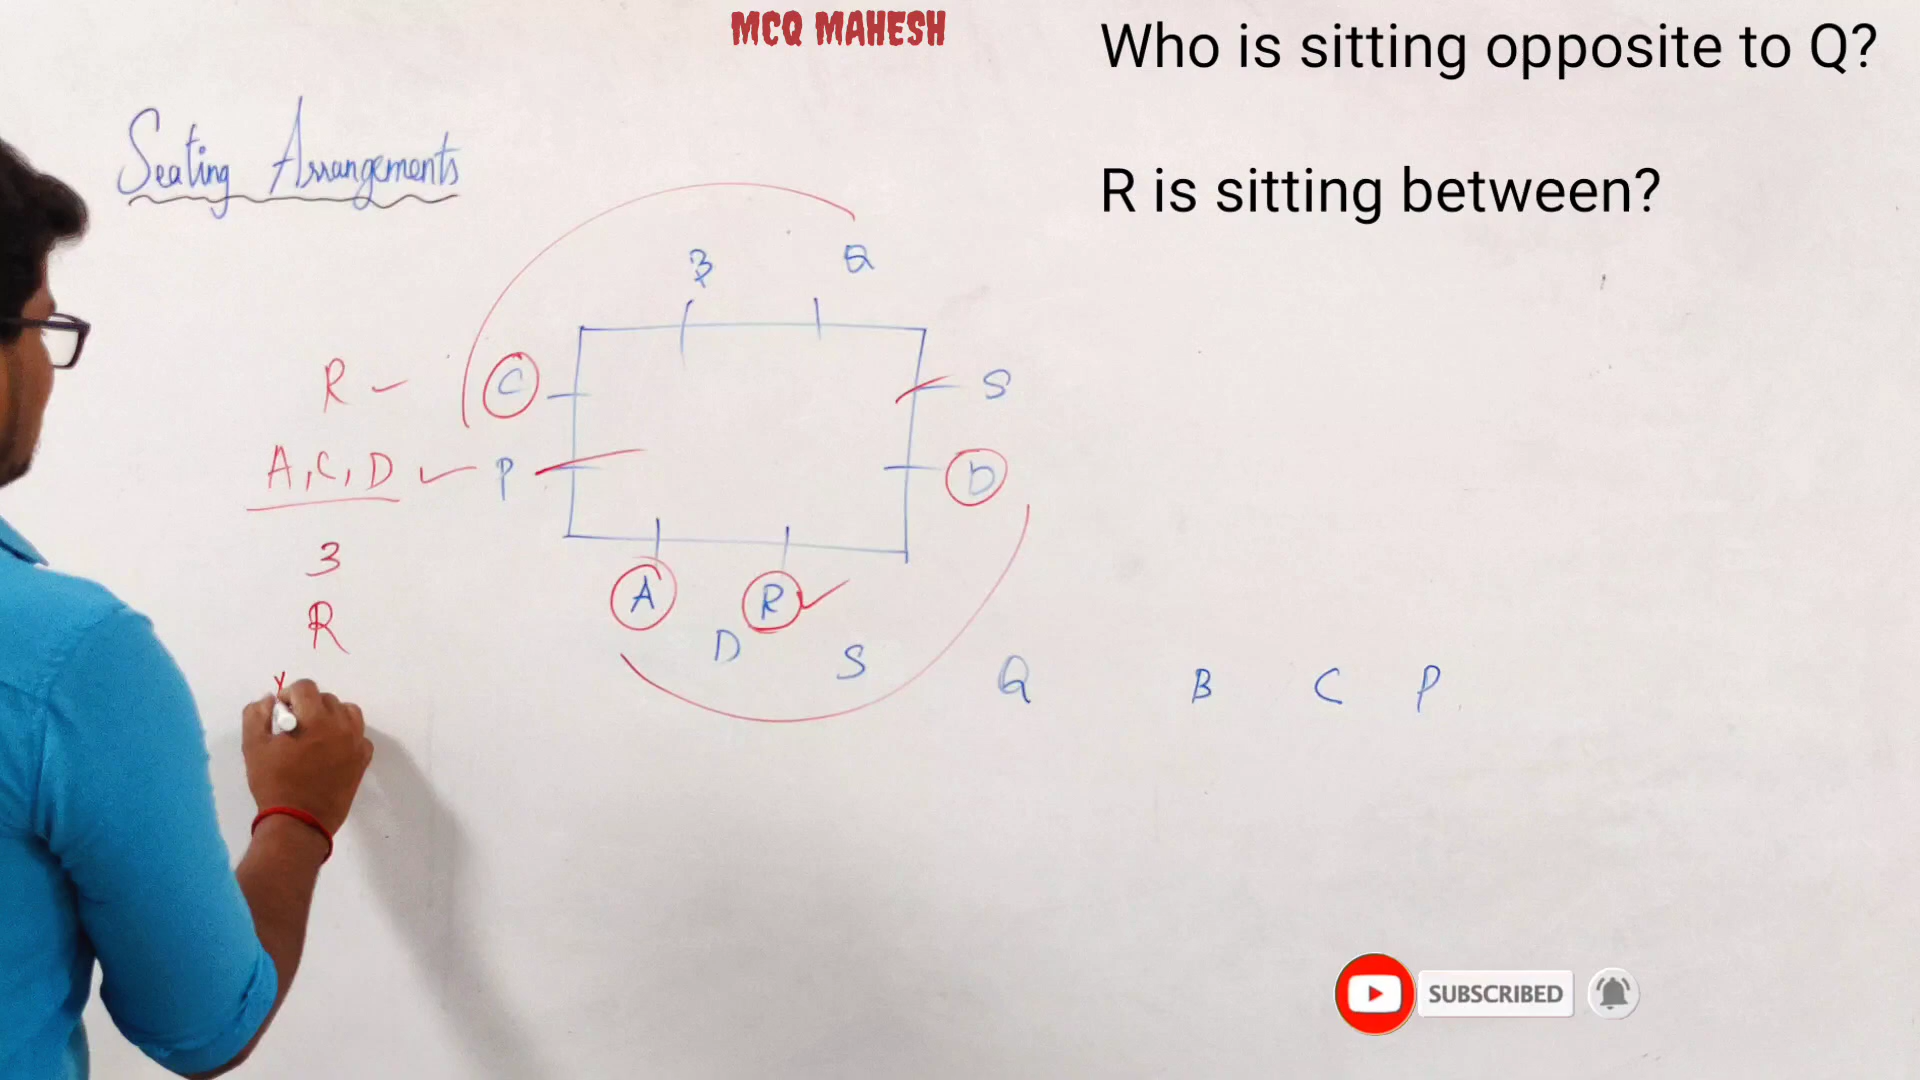 MCQ MAHESH
Who is sitting opposite to Q?
R is sitting between?
Seating Arrangements
B Q
R C S
A, C, D P D
3
R
A R
D S Q B C P
SUBSCRIBED